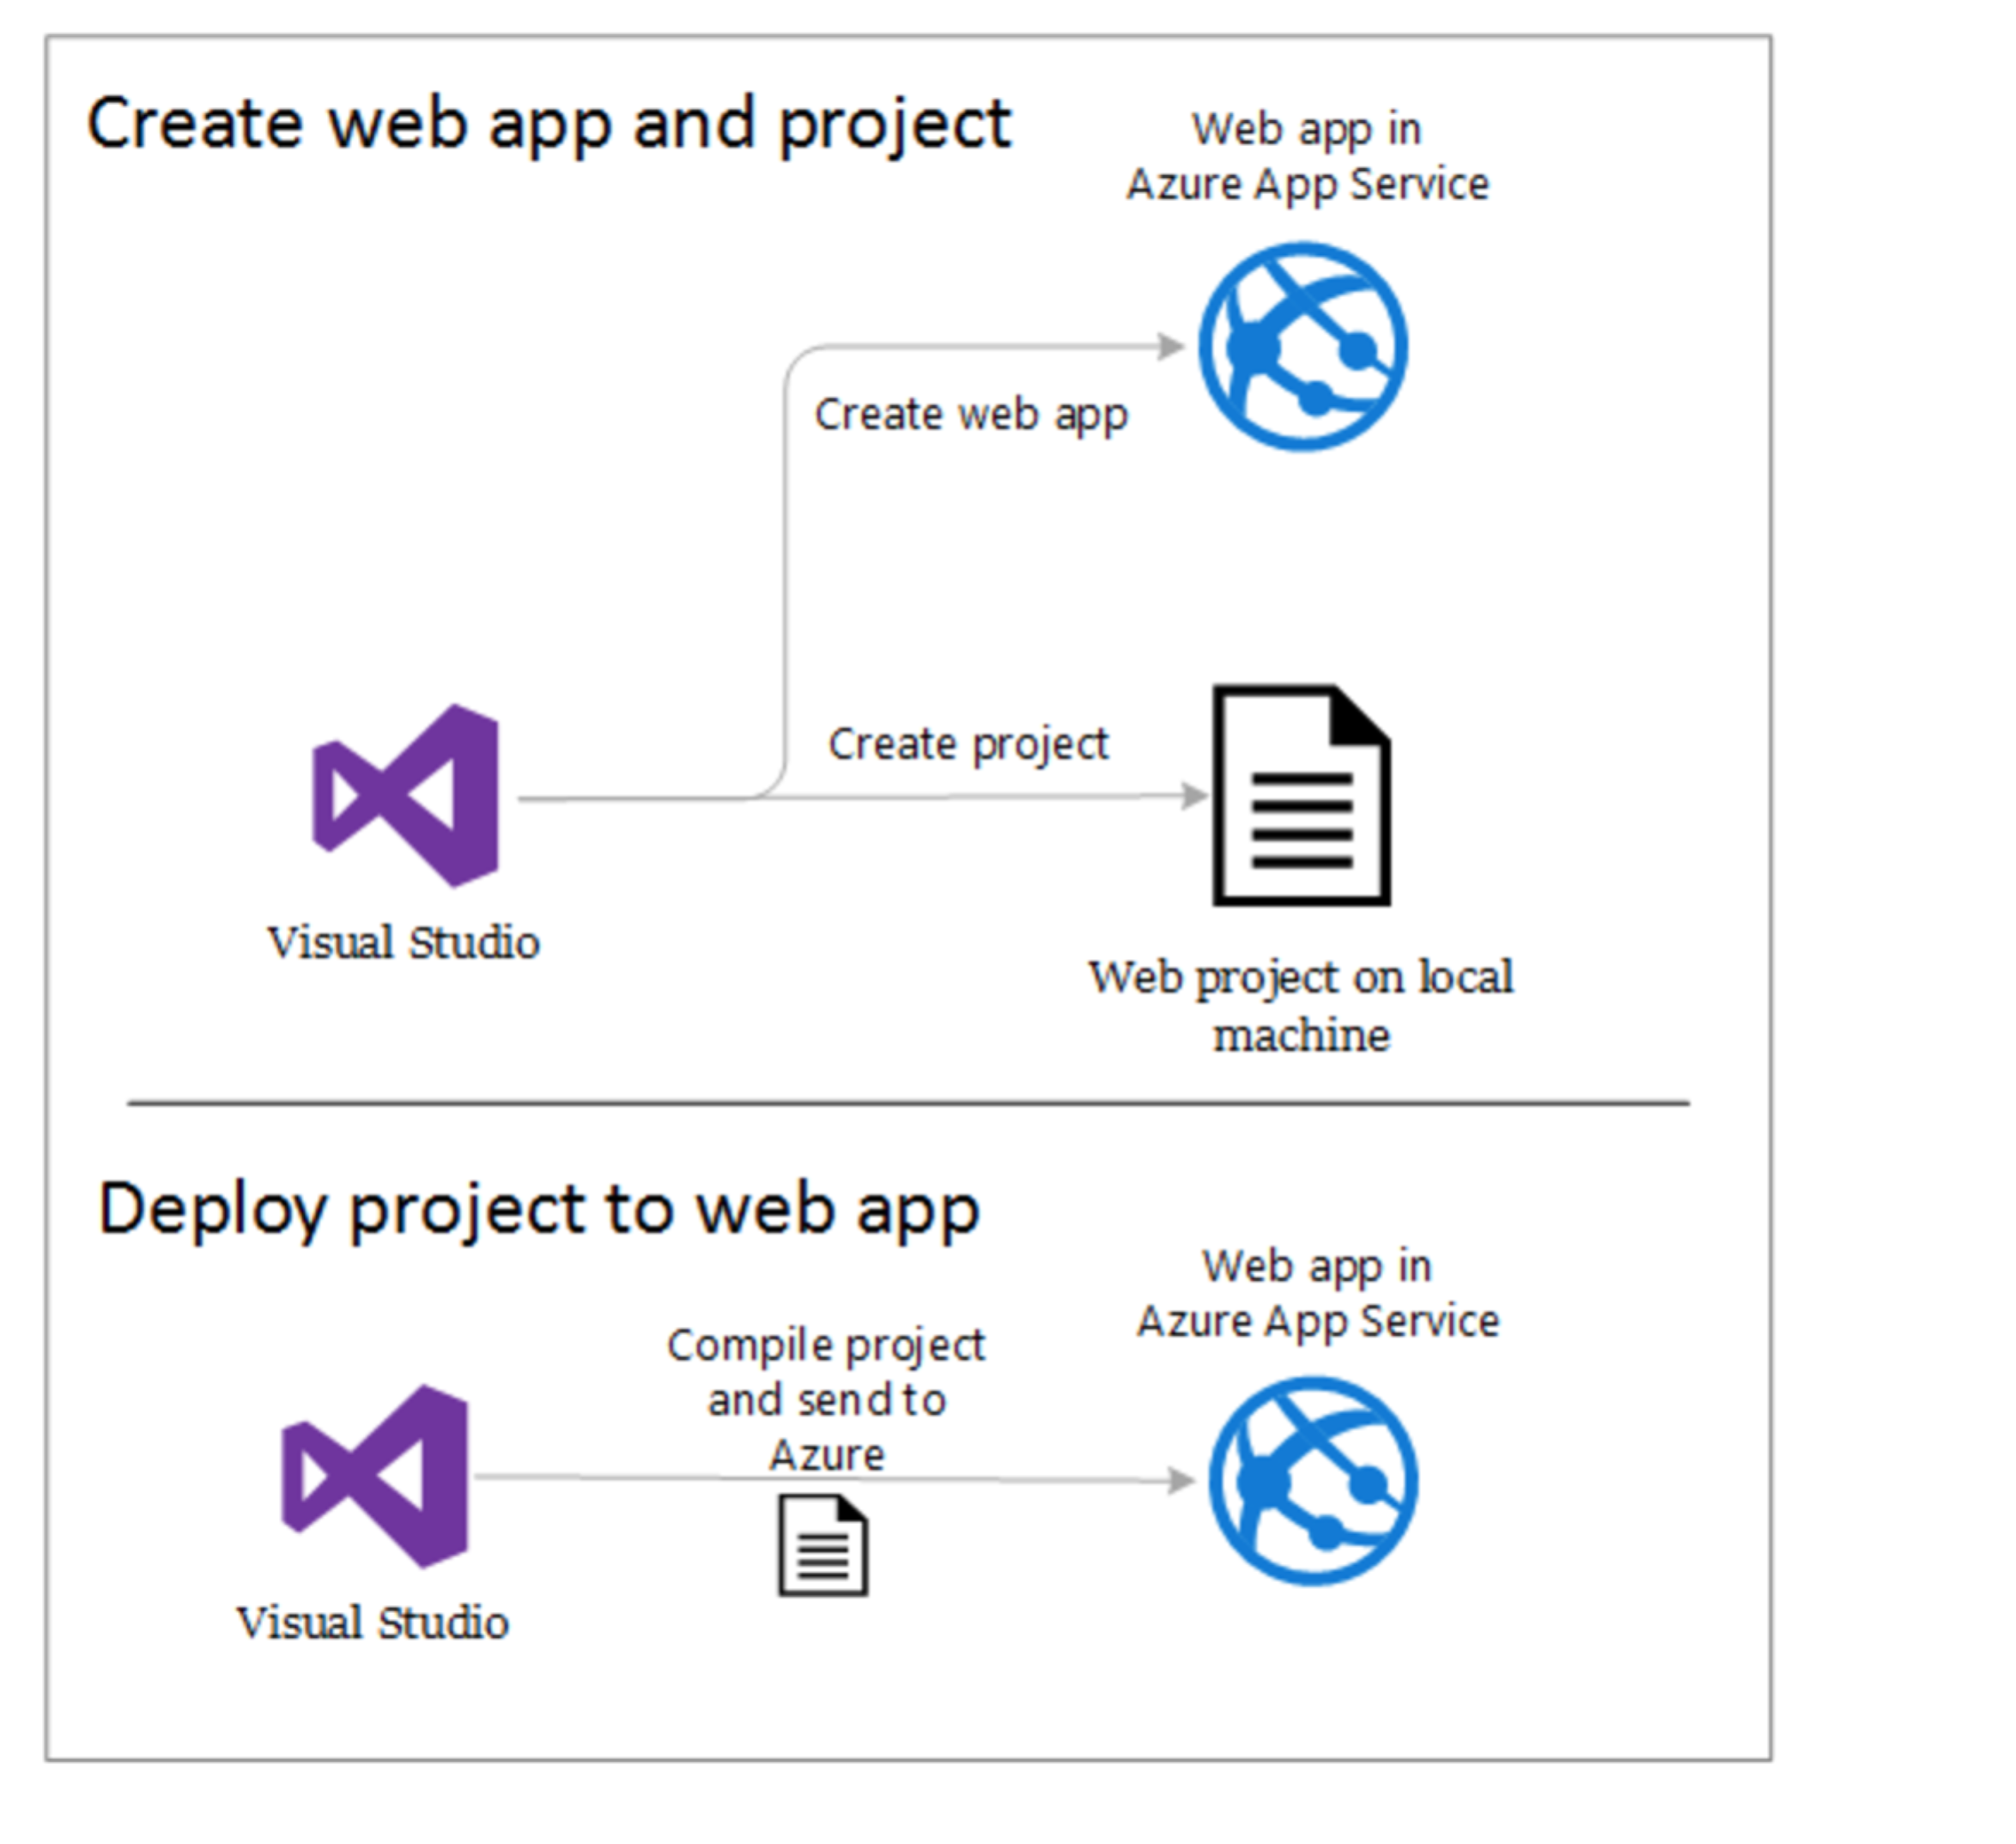 Create web app and project
Web app in
Azure App Service
Create web app
Create project
Visual Studio
Web project on local
machine
Deploy project to web app
Web app in
Azure App Service
Compile project
and send to
Azure
Visual Studio